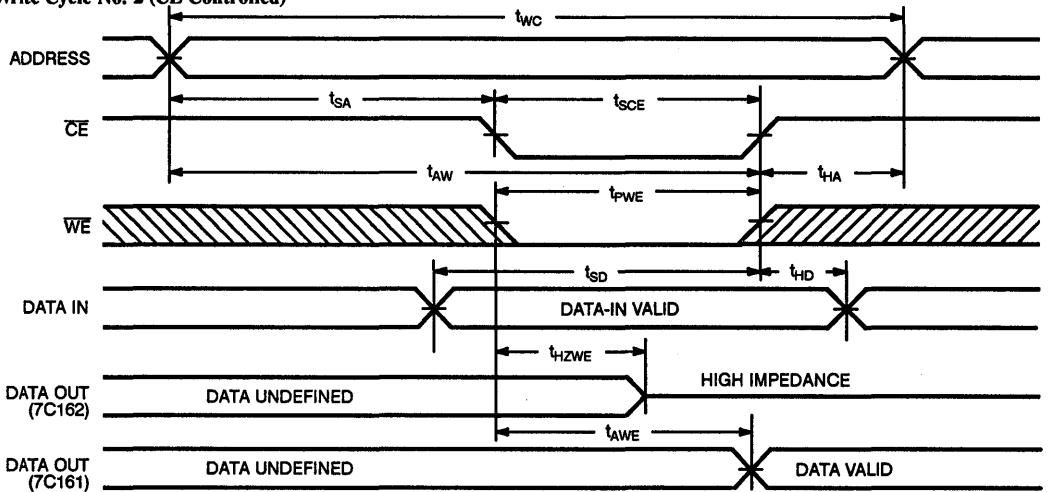 Write Cycle No. 2 (CE Controlled)
tWC
ADDRESS
tSA
tSCE
CE
tAW
tHA
tPWE
WE
tSD
tHD
DATA IN
DATA-IN VALID
tHZWE
DATA OUT
(7C162)
DATA UNDEFINED
HIGH IMPEDANCE
tAWE
DATA OUT
(7C161)
DATA UNDEFINED
DATA VALID